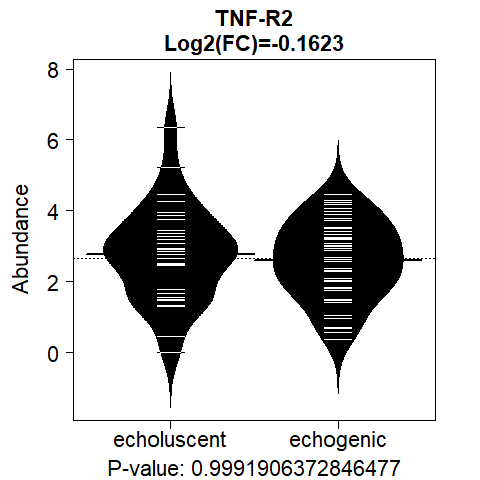 TNF-R2
Log2(FC)=-0.1623
8
6
4
2
0
Abundance
echoluscent echogenic
P-value: 0.9991906372846477